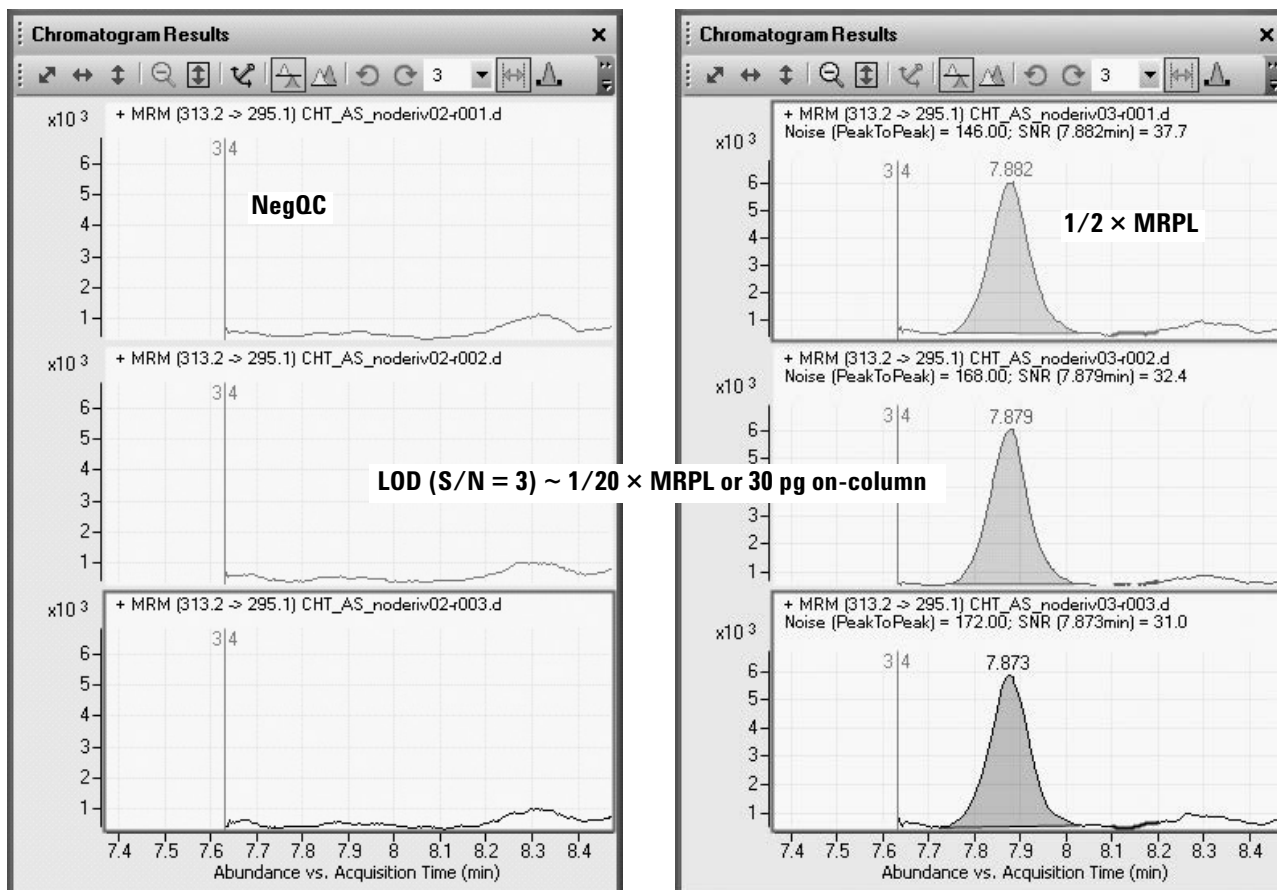 Chromatogram Results
3
x10 3
+ MRM (313.2 -> 295.1) CHT_AS_noderiv02-r001.d
3 4
NegQC
6
5
4
3
2
1
x10 3
+ MRM (313.2 -> 295.1) CHT_AS_noderiv02-r002.d
3 4
6
5
4
3
2
1
x10 3
+ MRM (313.2 -> 295.1) CHT_AS_noderiv02-r003.d
3 4
6
5
4
3
2
1
7.4 7.5 7.6 7.7 7.8 7.9 8 8.1 8.2 8.3 8.4
Abundance vs. Acquisition Time (min)
LOD (S/N = 3) ~ 1/20 × MRPL or 30 pg on-column
Chromatogram Results
3
x10 3
+ MRM (313.2 -> 295.1) CHT_AS_noderiv03-r001.d
Noise (PeakToPeak) = 146.00; SNR (7.882min) = 37.7
3 4
7.882
1/2 × MRPL
6
5
4
3
2
1
x10 3
+ MRM (313.2 -> 295.1) CHT_AS_noderiv03-r002.d
Noise (PeakToPeak) = 168.00; SNR (7.879min) = 32.4
3 4
7.879
6
5
3
2
1
x10 3
+ MRM (313.2 -> 295.1) CHT_AS_noderiv03-r003.d
Noise (PeakToPeak) = 172.00; SNR (7.873min) = 31.0
3 4
7.873
6
5
4
3
2
1
7.4 7.5 7.6 7.7 7.8 7.9 8 8.1 8.2 8.3 8.4
Abundance vs. Acquisition Time (min)